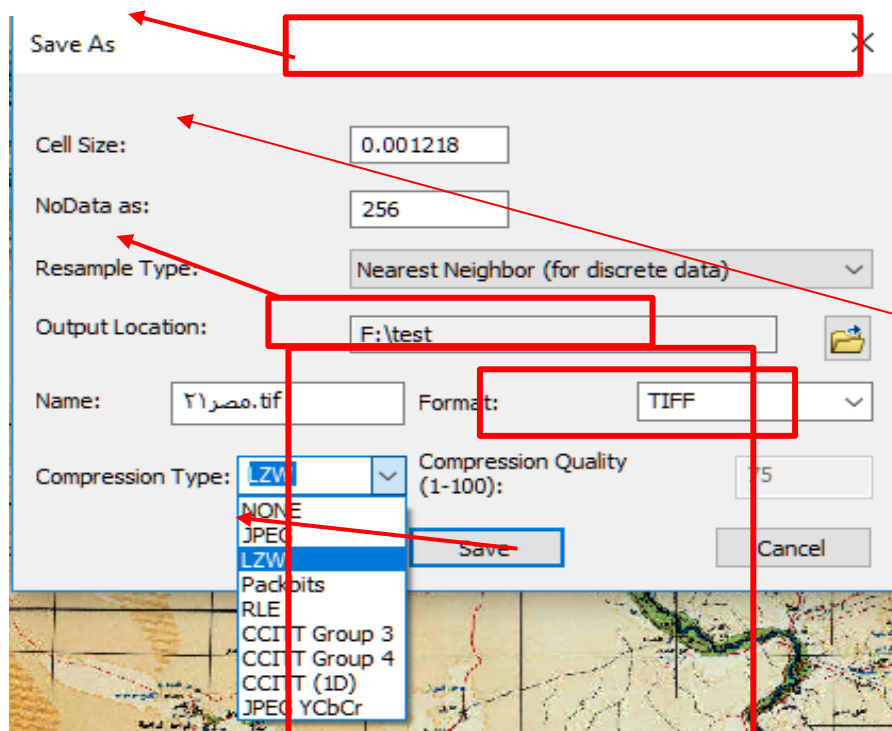 Save As
Cell Size: 0.001218
NoData as: 256
Resample Type: Nearest Neighbor (for discrete data)
Output Location: F:\test
Name: مصر٢١.tif Format: TIFF
Compression Type: LZW Compression Quality (1-100): 75
Save Cancel
NONE
JPEG
LZW
Packbits
RLE
CCITT Group 3
CCITT Group 4
CCITT (1D)
JPEG YCbCr